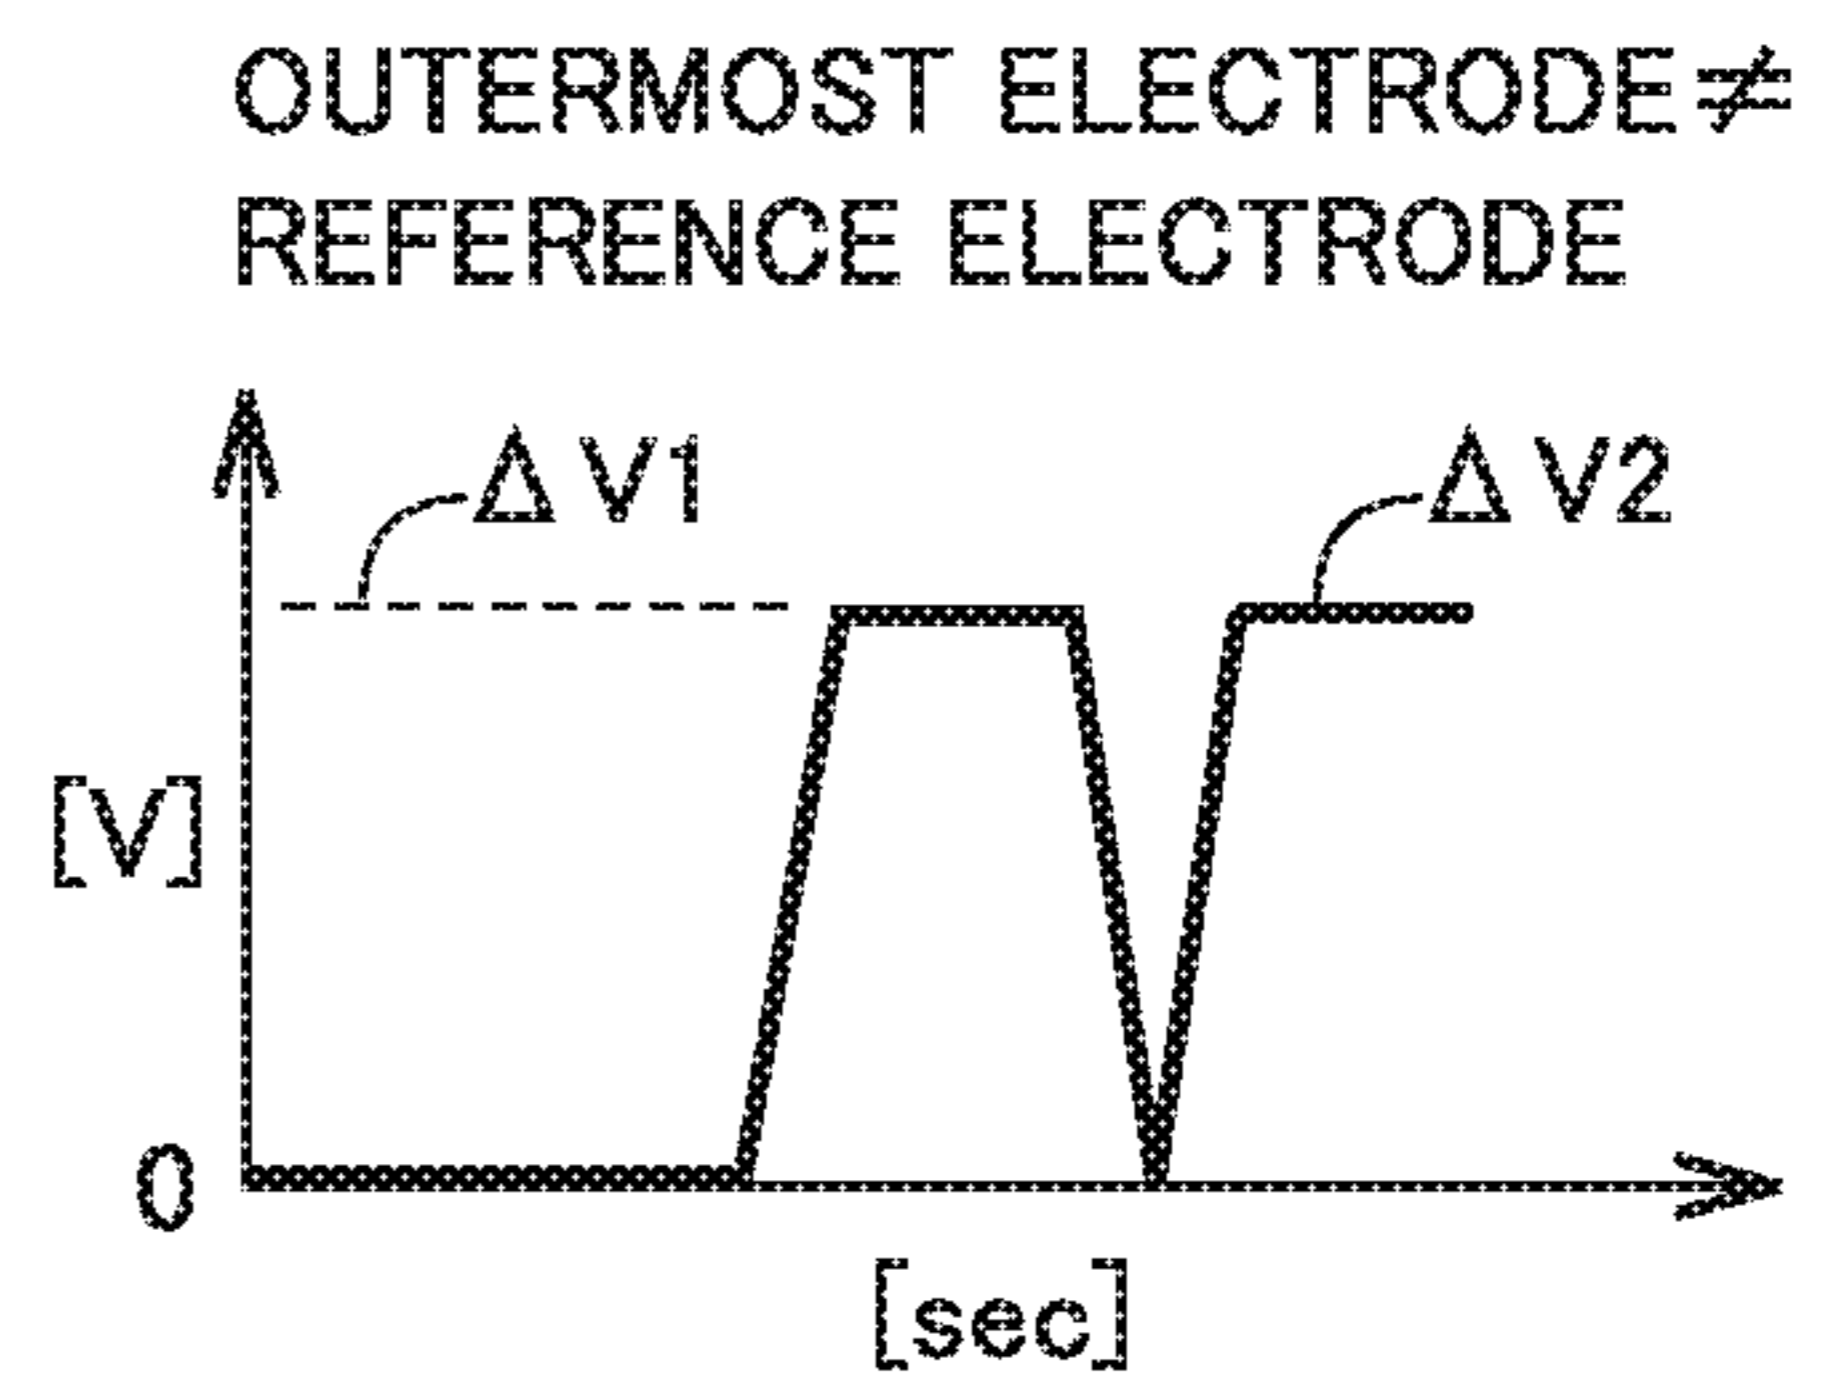 OUTERMOST ELECTRODE≠
REFERENCE ELECTRODE
ΔV1
ΔV2
[V]
0
[sec]